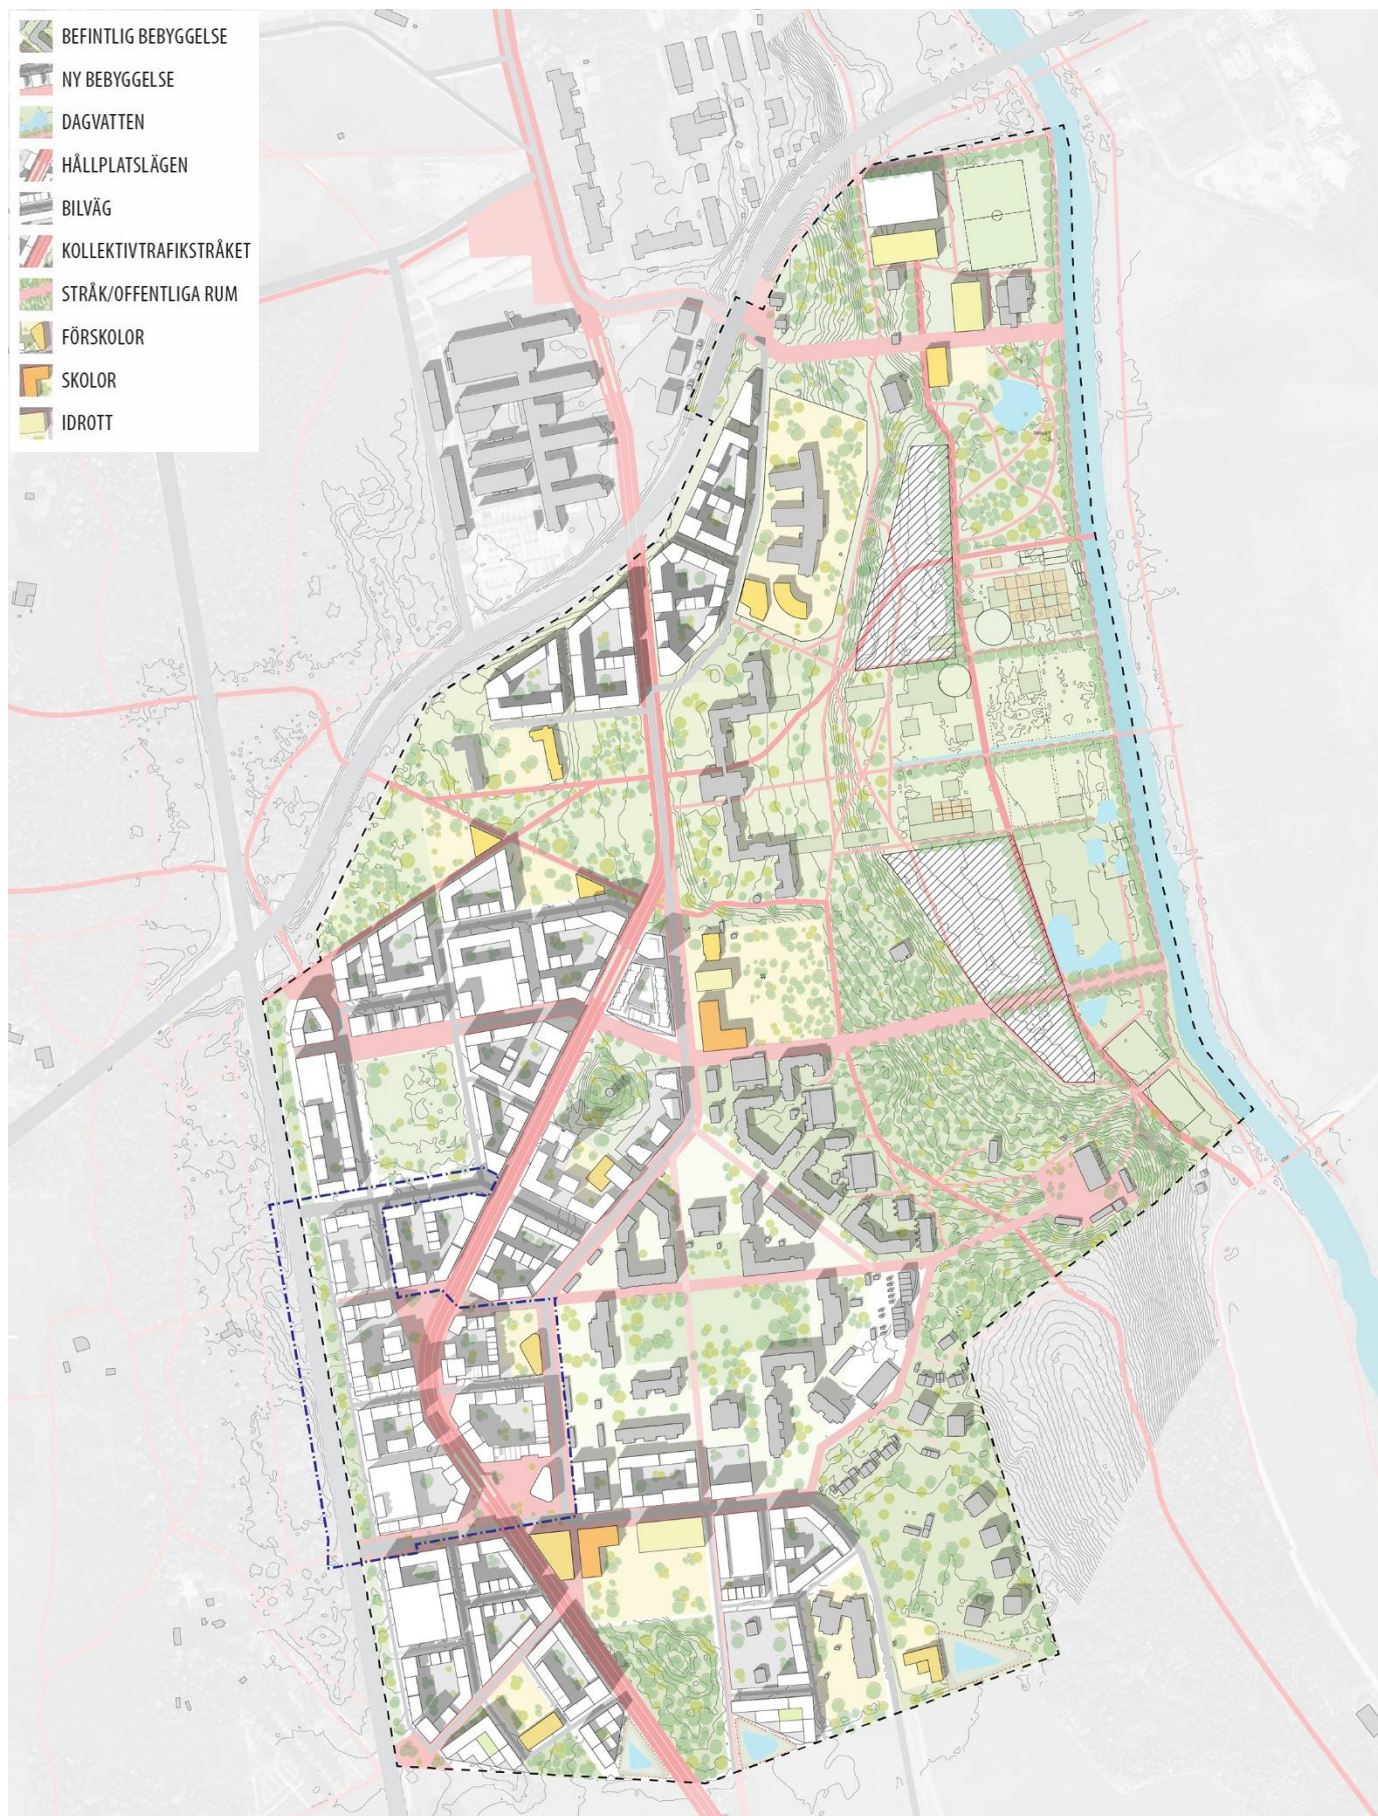 BEFINTLIG BEBYGGELSE
NY BEBYGGELSE
DAGVATTEN
HÅLLPLATSLÄGEN
BILVÄG
KOLLEKTIVTRAFIKSTRÅKET
STRÅK/OFFENTLIGA RUM
FÖRSKOLOR
SKOLOR
IDROTT